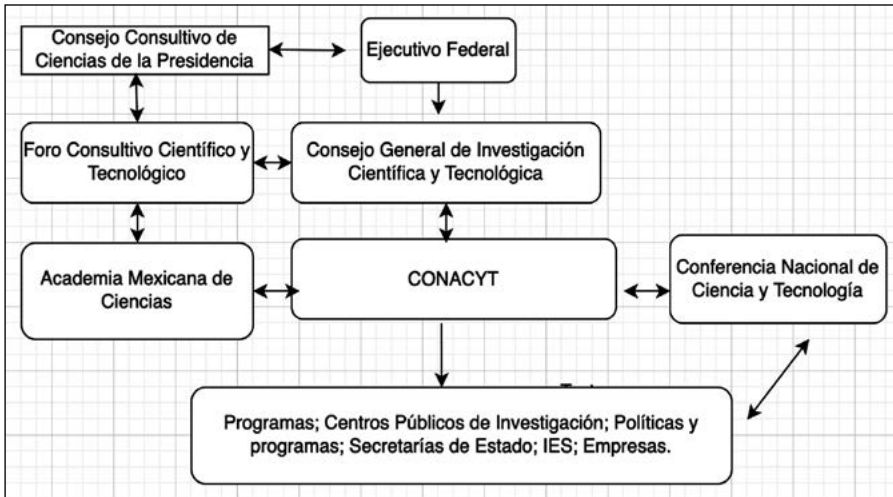 Consejo Consultivo de
Ciencias de la Presidencia
Ejecutivo Federal
Foro Consultivo Científico y
Tecnológico
Consejo General de Investigación
Científica y Tecnológica
Academia Mexicana de
Ciencias
CONACYT
Conferencia Nacional de
Ciencia y Tecnología
Programas; Centros Públicos de Investigación; Políticas y
programas; Secretarías de Estado; IES; Empresas.